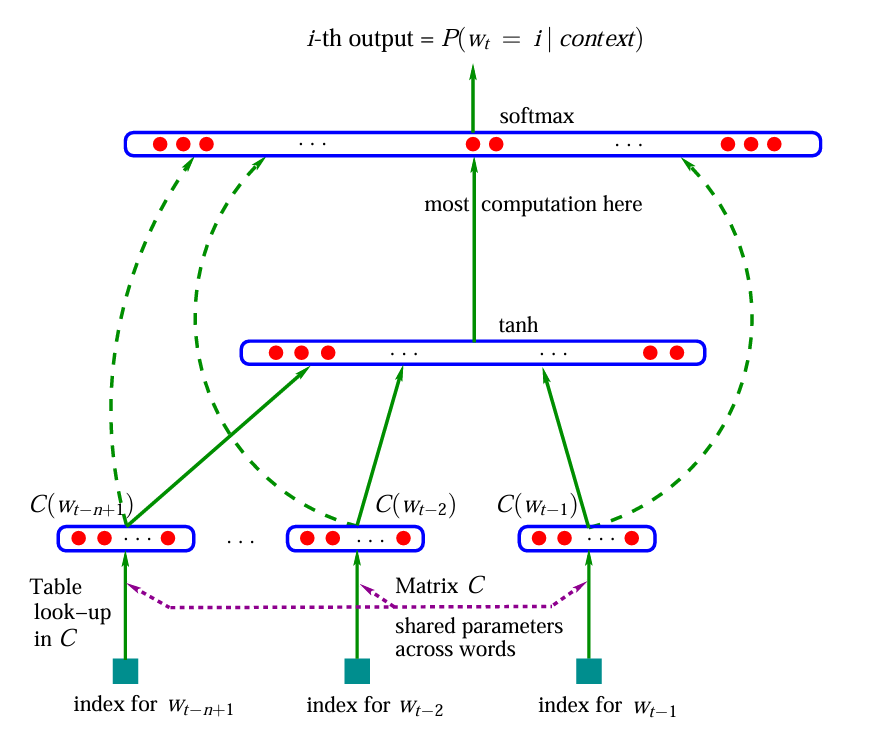 i-th output = P(w_t = i | context)
softmax
. . . . . .
most computation here
tanh
. . . . . .
C(w_{t−n+1}) C(w_{t−2}) C(w_{t−1})
. . . . . . . . . . . .
Table Matrix C
look−up
in C
shared parameters
across words
index for w_{t−n+1} index for w_{t−2} index for w_{t−1}